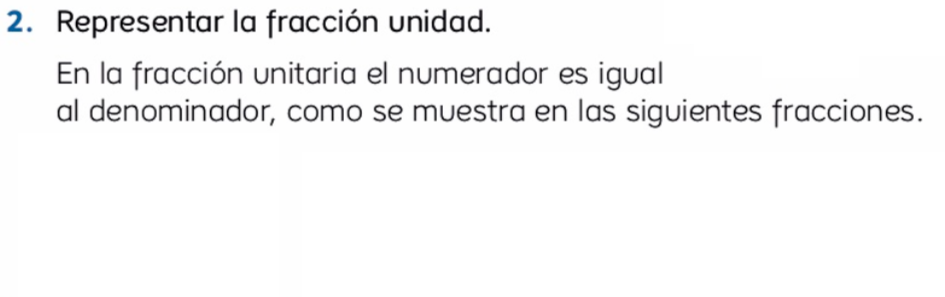 2. Representar la fracción unidad.
En la fracción unitaria el numerador es igual
al denominador, como se muestra en las siguientes fracciones.